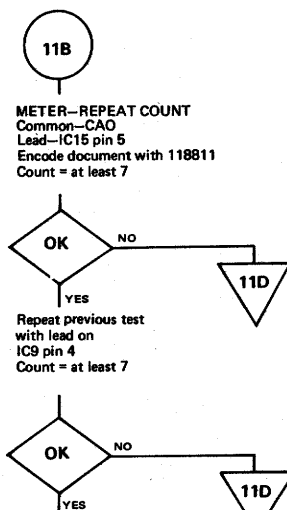 11B
METER—REPEAT COUNT
Common—CAO
Lead—IC15 pin 5
Encode document with 118811
Count = at least 7
OK
NO
11D
YES
Repeat previous test
with lead on
IC9 pin 4
Count = at least 7
OK
NO
11D
YES